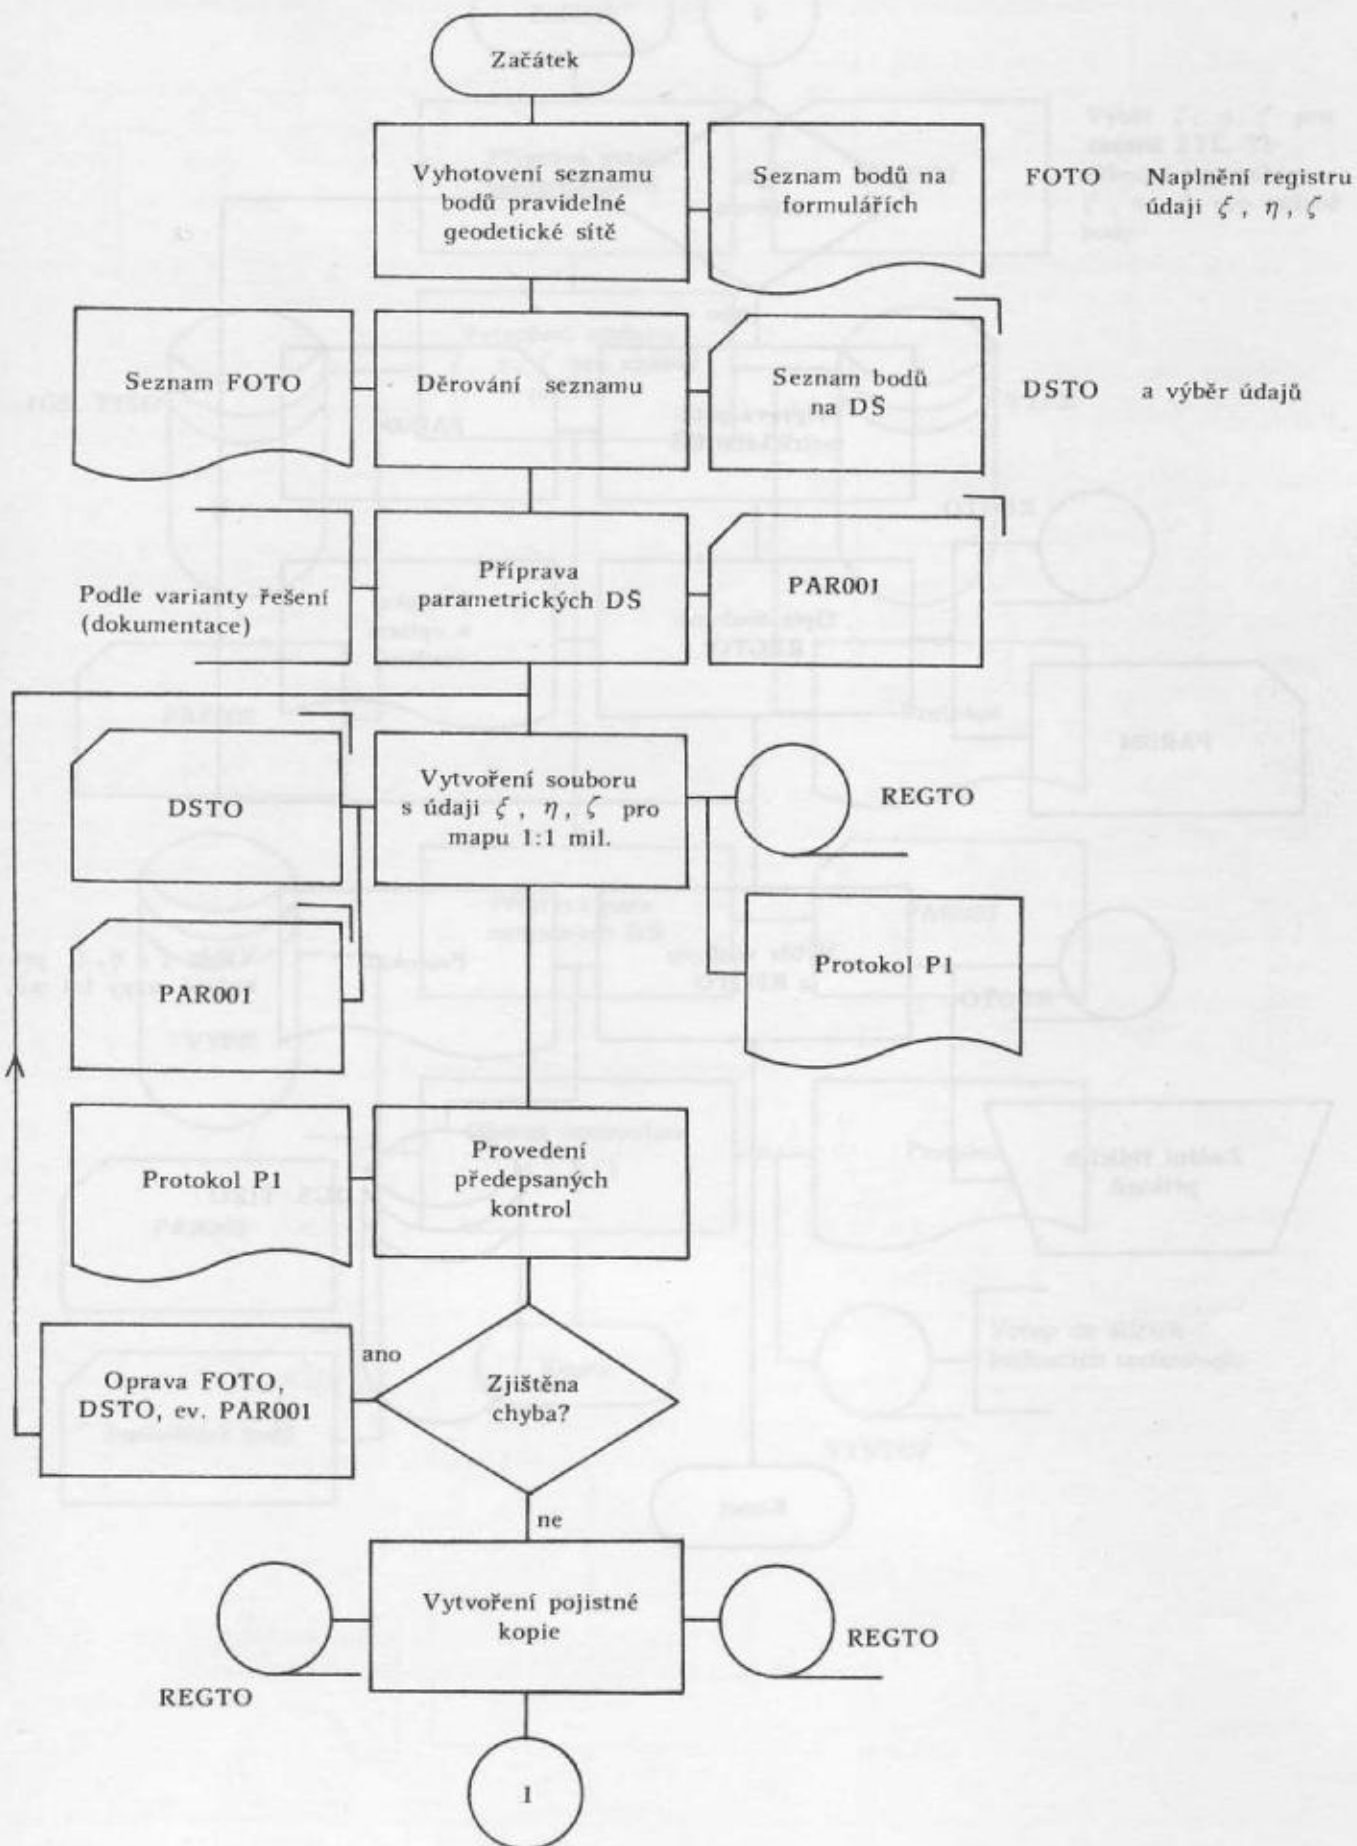 Začátek
Vyhotovení seznamu
bodů pravidelné
geodetické sítě
Seznam bodů na
formulářích
FOTO Naplnění registru
údaji ξ, η, ζ
Seznam FOTO
Děrování seznamu
Seznam bodů
na DŠ
DSTO a výběr údajů
Podle varianty řešení
(dokumentace)
Příprava
parametrických DŠ
PAR001
DSTO
Vytvoření souboru
s údaji ξ, η, ζ pro
mapu 1:1 mil.
REGTO
PAR001
Protokol P1
Protokol P1
Provedení
předepsaných
kontrol
Oprava FOTO,
DSTO, ev. PAR001
ano
Zjištěna
chyba?
ne
Vytvoření pojistné
kopie
REGTO
REGTO
1